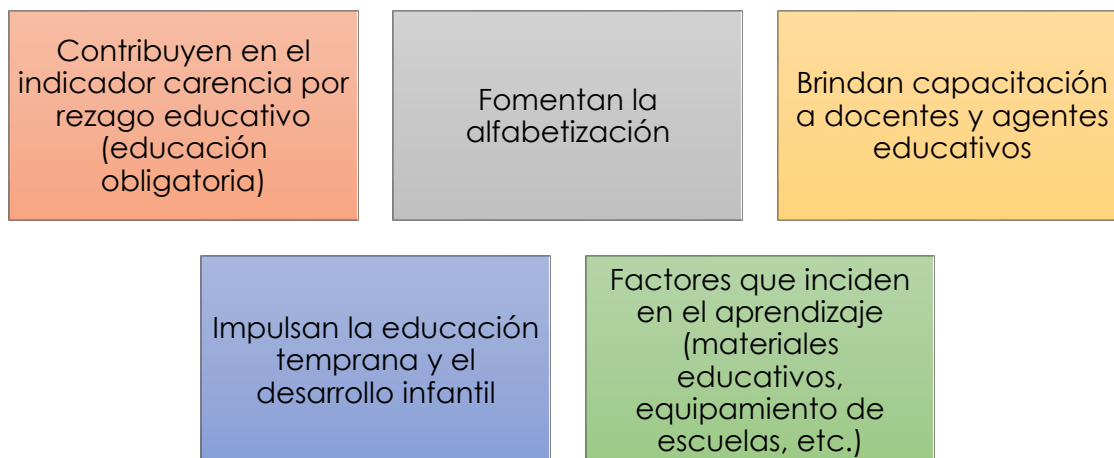 Contribuyen en el
indicador carencia por
rezago educativo
(educación
obligatoria)
Fomentan la
alfabetización
Brindan capacitación
a docentes y agentes
educativos
Impulsan la educación
temprana y el
desarrollo infantil
Factores que inciden
en el aprendizaje
(materiales
educativos,
equipamiento de
escuelas, etc.)